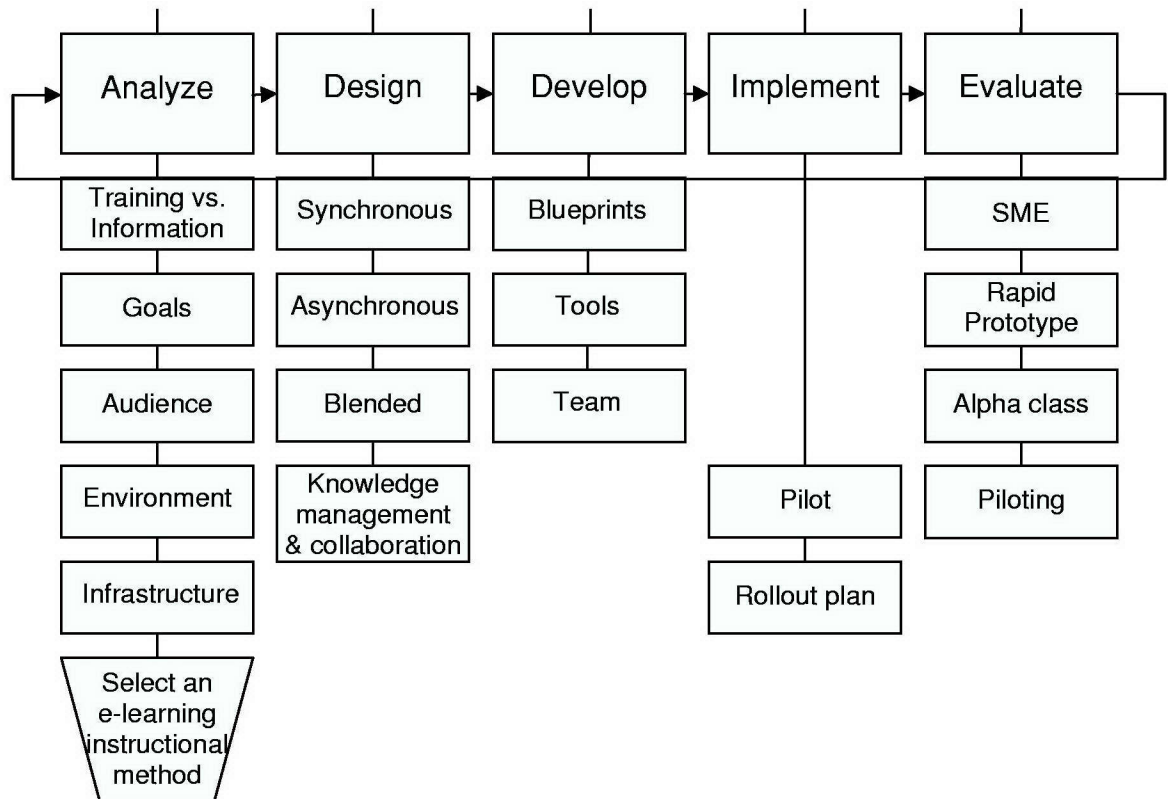 Analyze
Design
Develop
Implement
Evaluate
Training vs.
Information
Goals
Audience
Environment
Infrastructure
Select an
e-learning
instructional
method
Synchronous
Asynchronous
Blended
Knowledge
management
& collaboration
Blueprints
Tools
Team
Pilot
Rollout plan
SME
Rapid
Prototype
Alpha class
Piloting